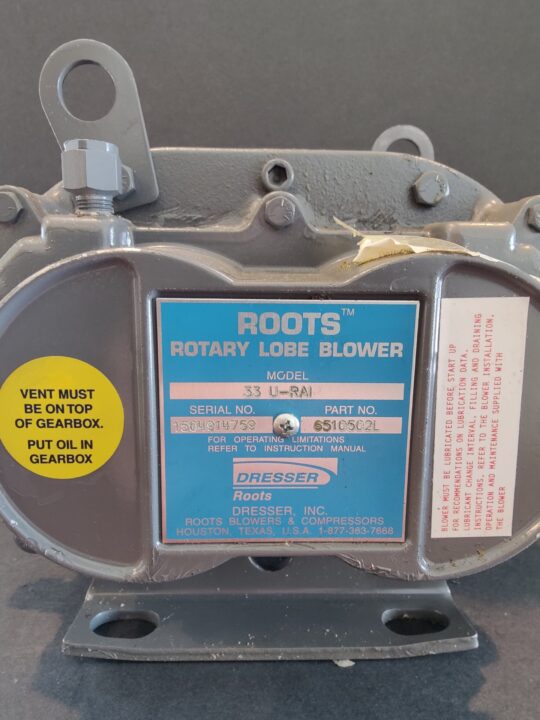 VENT MUST
BE ON TOP
OF GEARBOX.
PUT OIL IN
GEARBOX
ROOTS™
ROTARY LOBE BLOWER
MODEL
33 U-RAI
SERIAL NO. PART NO.
6510502L
FOR OPERATING LIMITATIONS
REFER TO INSTRUCTION MANUAL
DRESSER
Roots
DRESSER, INC.
ROOTS BLOWERS & COMPRESSORS
HOUSTON, TEXAS, U.S.A. 1-877-363-7668
BLOWER MUST BE LUBRICATED BEFORE START UP
FOR RECOMMENDATIONS ON LUBRICATION DATA,
LUBRICANT CHANGE INTERVAL, FILLING AND DRAINING
INSTRUCTIONS, REFER TO THE BLOWER INSTALLATION,
OPERATION AND MAINTENANCE SUPPLIED WITH
THE BLOWER